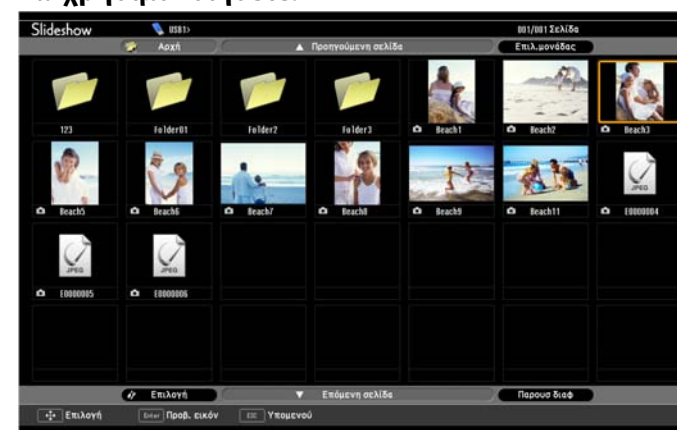 Slideshow USB1> 001/001 Σελίδα
Αρχή ▲ Προηγούμενη σελίδα Επιλ.μονάδας
123 Folder01 Folder2 Folder3 Beach1 Beach2 Beach3
Beach5 Beach6 Beach7 Beach8 Beach9 Beach11 E0000004
JPEG
JPEG JPEG
E0000005 E0000006
Επιλογή ▼ Επόμενη σελίδα Παρουσ διαφ
Επιλογή Enter Προβ. εικόν ESC Υπομενού